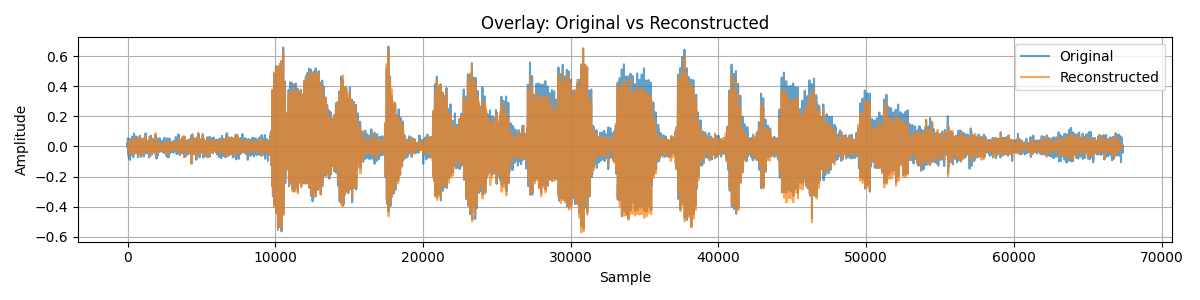 Overlay: Original vs Reconstructed
Original
Reconstructed
Amplitude
0.6
0.4
0.2
0.0
−0.2
−0.4
−0.6
0 10000 20000 30000 40000 50000 60000 70000
Sample